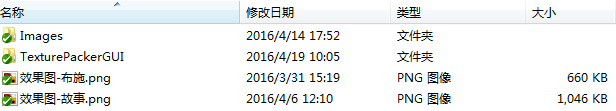 名称 修改日期 类型 大小
Images 2016/4/14 17:52 文件夹
TexturePackerGUI 2016/4/19 10:05 文件夹
效果图-布施.png 2016/3/31 15:19 PNG 图像 660 KB
效果图-故事.png 2016/4/6 12:10 PNG 图像 1,046 KB